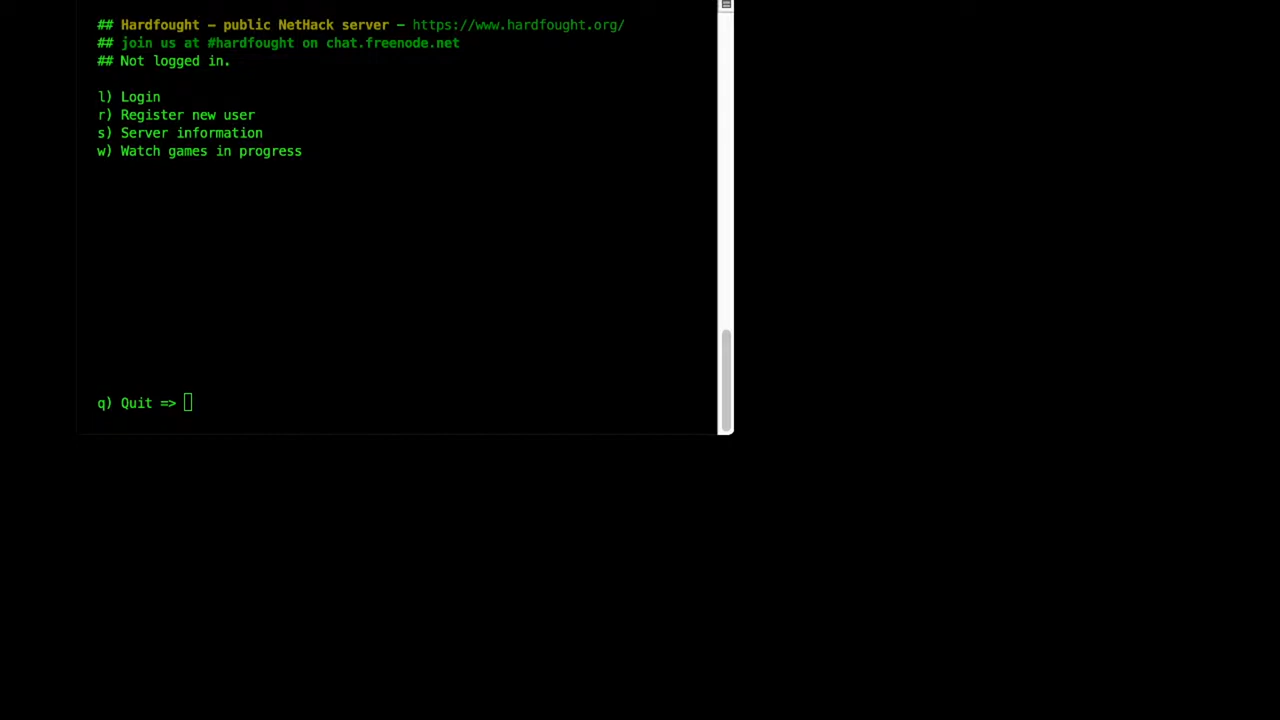 ## Hardfought – public NetHack server – https://www.hardfought.org/
## join us at #hardfought on chat.freenode.net
## Not logged in.
l) Login
r) Register new user
s) Server information
w) Watch games in progress
q) Quit =>